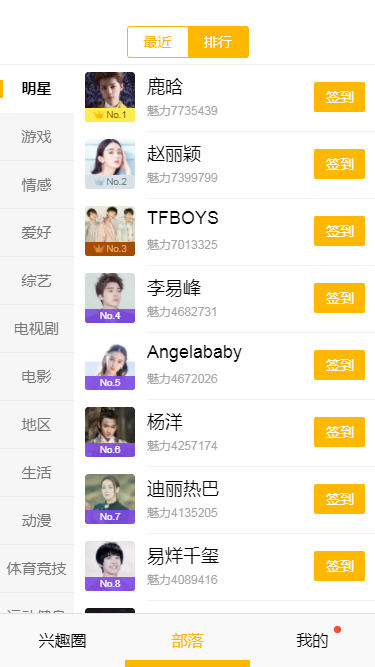 最近
排行
明星
游戏
情感
爱好
综艺
电视剧
电影
地区
生活
动漫
体育竞技
No.1
鹿晗
魅力7735439
签到
No.2
赵丽颖
魅力7399799
签到
No.3
TFBOYS
魅力7013325
签到
No.4
李易峰
魅力4682731
签到
No.5
Angelababy
魅力4672026
签到
No.6
杨洋
魅力4257174
签到
No.7
迪丽热巴
魅力4135205
签到
No.8
易烊千玺
魅力4089416
签到
兴趣圈
部落
我的